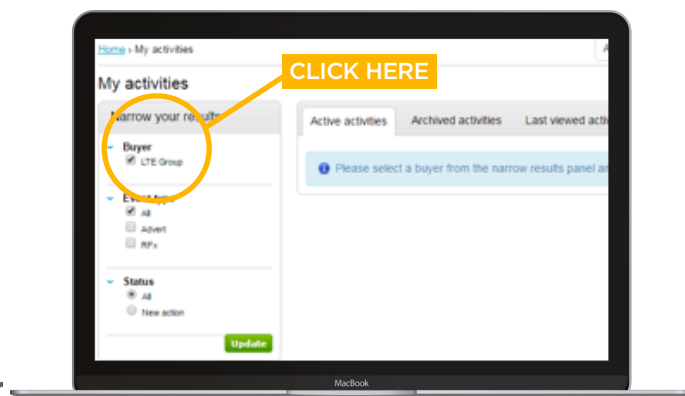 Home › My activities
A
CLICK HERE
My activities
Narrow your results
Active activities
Archived activities
Last viewed activ
Buyer
LTE Group
Please select a buyer from the narrow results panel an
Event type
All
Advert
RFx
Status
All
New action
Update
MacBook